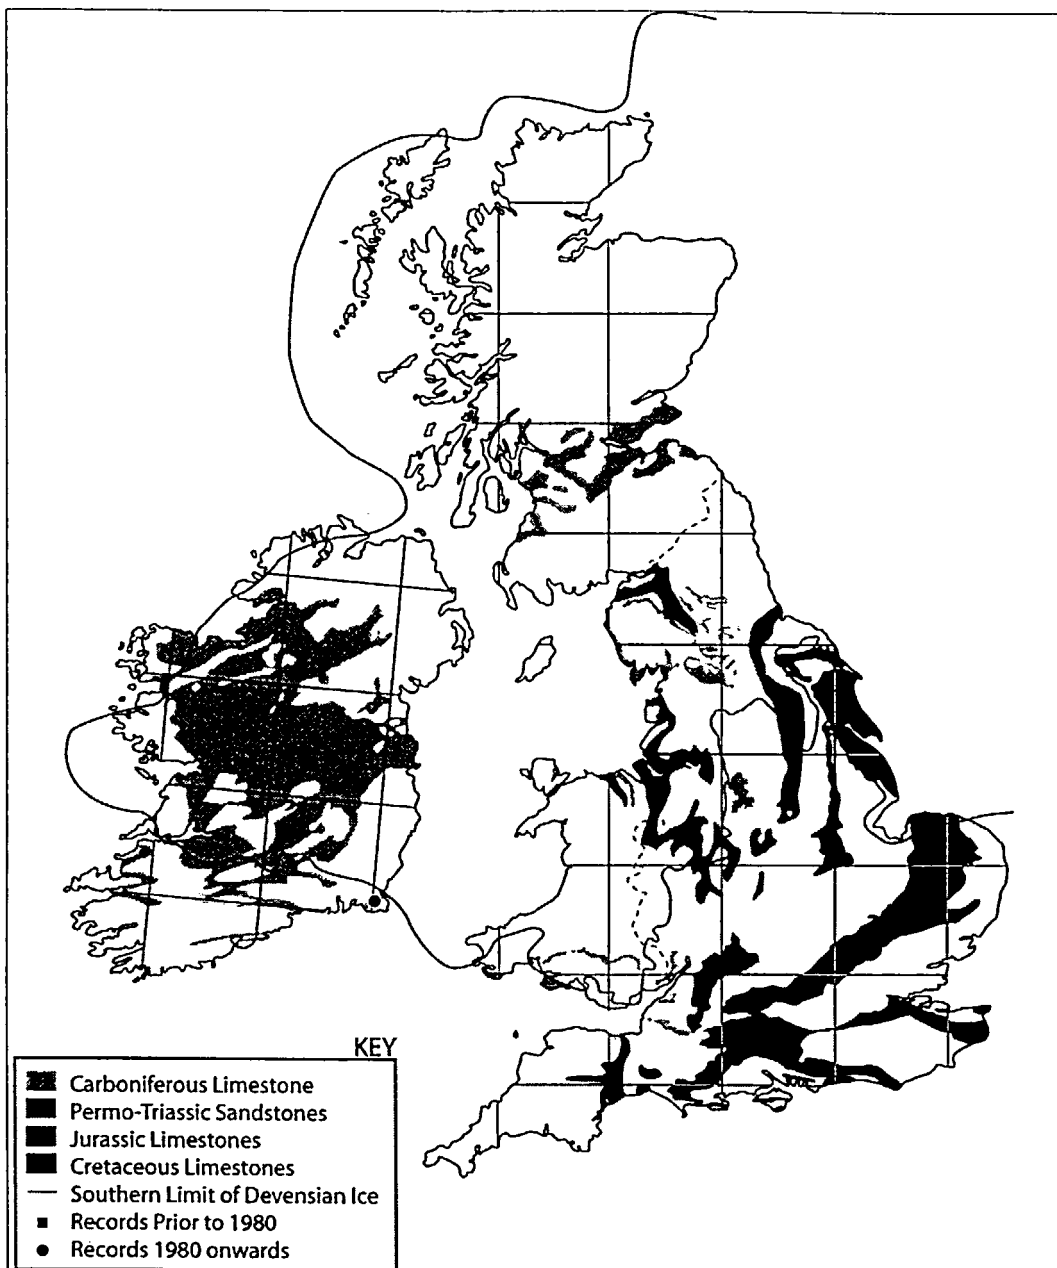 KEY
Carboniferous Limestone
Permo-Triassic Sandstones
Jurassic Limestones
Cretaceous Limestones
Southern Limit of Devensian Ice
Records Prior to 1980
Records 1980 onwards